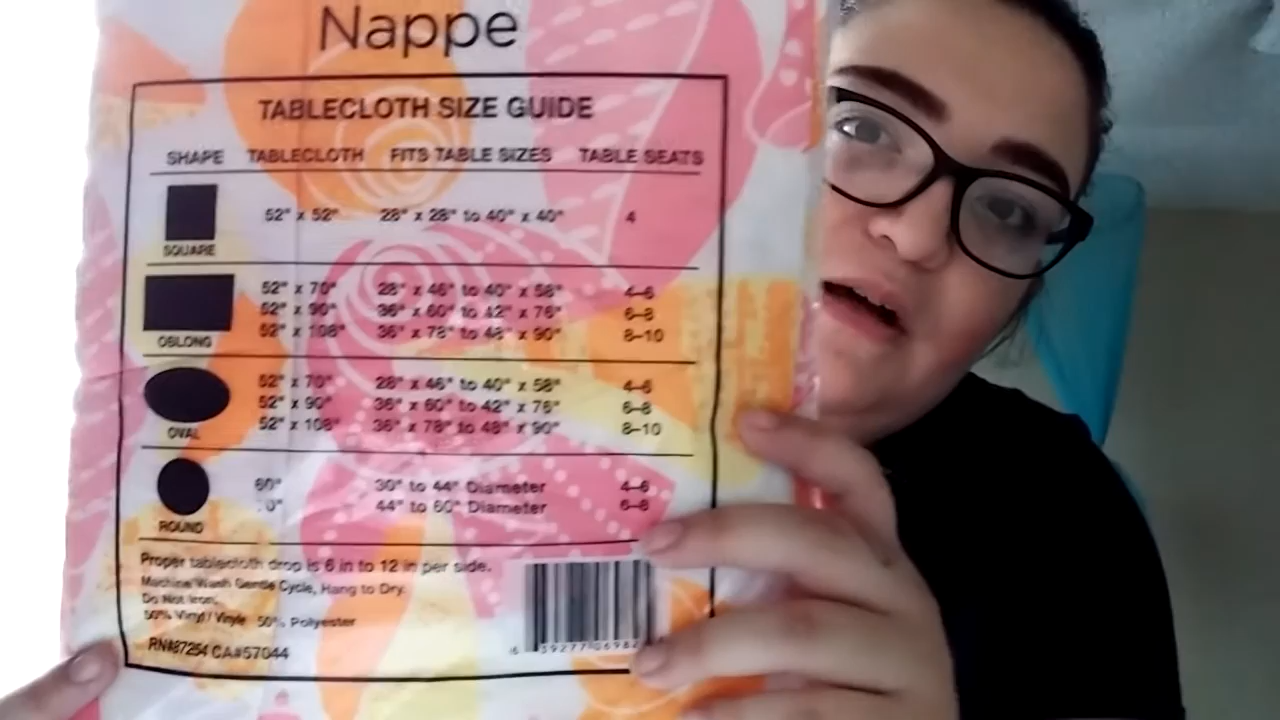 Nappe
TABLECLOTH SIZE GUIDE
SHAPE TABLECLOTH FITS TABLE SIZES TABLE SEATS
52" x 52" 28" x 28" to 40" x 40" 4
SQUARE
52" x 70" 28" x 46" to 40" x 58" 4–6
52" x 90" 36" x 60" to 42" x 76" 6–8
52" x 108" 36" x 78" to 48" x 90" 8–10
OBLONG
52" x 70" 28" x 46" to 40" x 58" 4–6
52" x 90" 36" x 60" to 42" x 76" 6–8
52" x 108" 36" x 78" to 48" x 90" 8–10
OVAL
60" 30" to 44" Diameter 4–6
0" 44" to 60" Diameter 6–8
ROUND
Proper tablecloth drop is 6 in to 12 in per side.
Machine Wash Gentle Cycle, Hang to Dry.
Do Not Iron.
50% Vinyl / Vinyle 50% Polyester
RN#87254 CA#57044